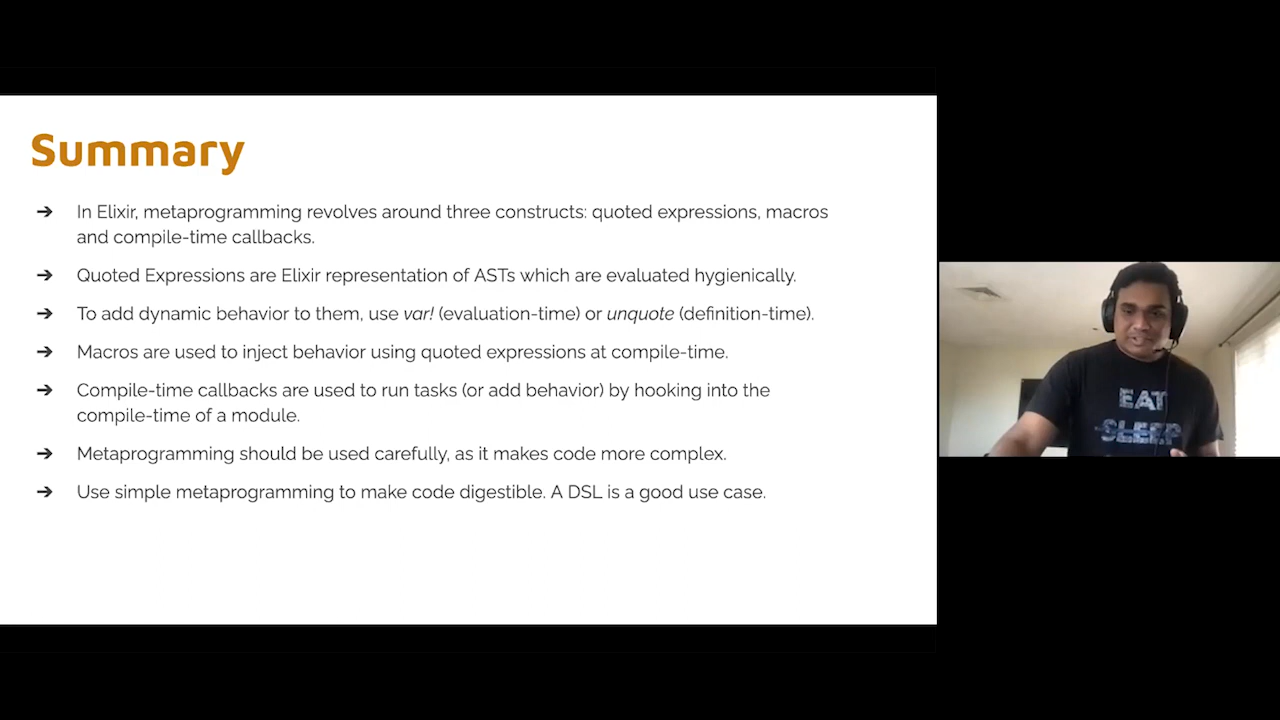 Summary
➔ In Elixir, metaprogramming revolves around three constructs: quoted expressions, macros
and compile-time callbacks.
➔ Quoted Expressions are Elixir representation of ASTs which are evaluated hygienically.
➔ To add dynamic behavior to them, use var! (evaluation-time) or unquote (definition-time).
➔ Macros are used to inject behavior using quoted expressions at compile-time.
➔ Compile-time callbacks are used to run tasks (or add behavior) by hooking into the
compile-time of a module.
➔ Metaprogramming should be used carefully, as it makes code more complex.
➔ Use simple metaprogramming to make code digestible. A DSL is a good use case.
EAT
SLEEP